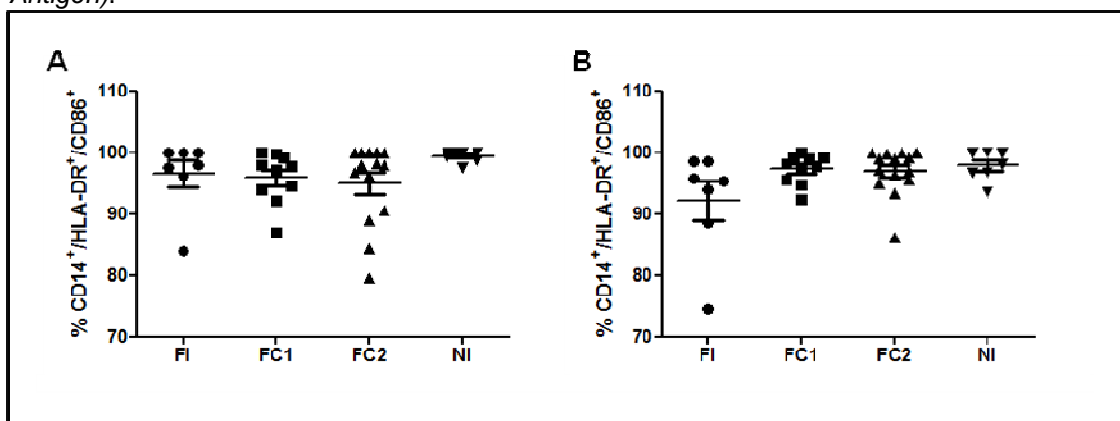 Antigen).
A
B
% CD14⁺/HLA-DR⁺/CD86⁺
110
100
90
80
70
FI FC1 FC2 NI
% CD14⁺/HLA-DR⁺/CD86⁺
110
100
90
80
70
FI FC1 FC2 NI